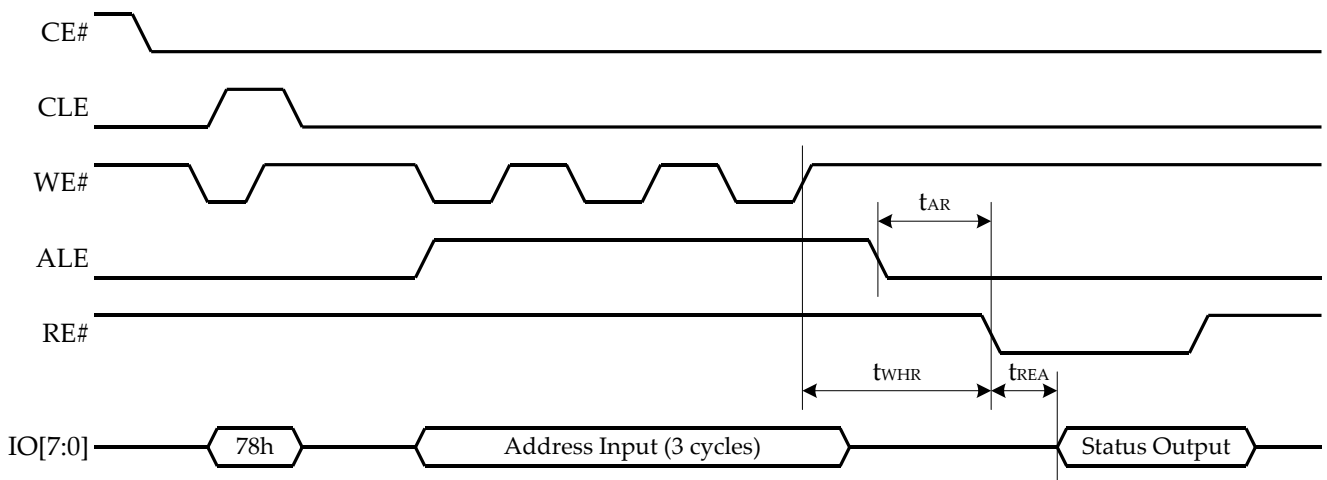 CE#
CLE
WE#
tAR
ALE
RE#
tWHR
tREA
IO[7:0]
78h
Address Input (3 cycles)
Status Output